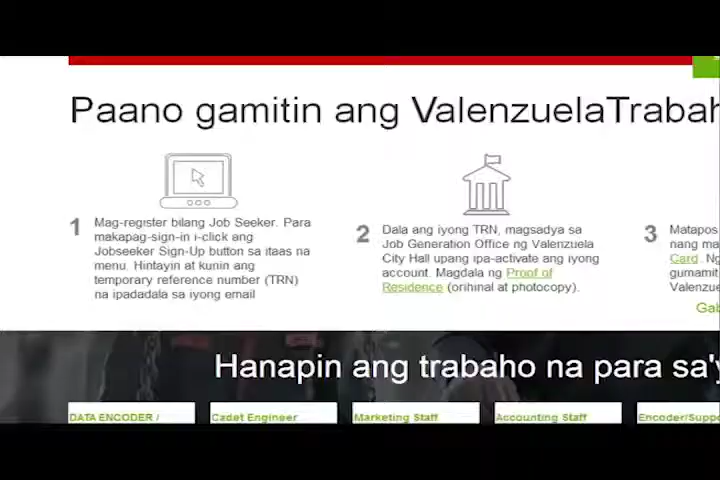 Paano gamitin ang ValenzuelaTrabah
1
Mag-register bilang Job Seeker. Para
makapag-sign-in i-click ang
Jobseeker Sign-Up button sa itaas na
menu. Hintayin at kunin ang
temporary reference number (TRN)
na ipadadala sa iyong email
2
Dala ang iyong TRN, magsadya sa
Job Generation Office ng Valenzuela
City Hall upang ipa-activate ang iyong
account. Magdala ng Proof of
Residence (orihinal at photocopy).
3
Matapos
nang ma
Card. Ng
gumamit
Valenzue
Gab
Hanapin ang trabaho na para sa'y
DATA ENCODER /
Cadet Engineer
Marketing Staff
Accounting Staff
Encoder/Suppo